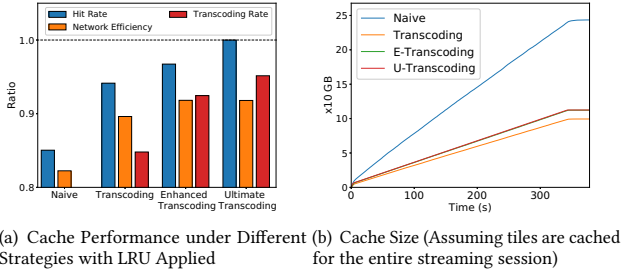 Hit Rate
Network Efficiency
Transcoding Rate
1.0
0.9
0.8
Ratio
Naive
Transcoding
Enhanced
Transcoding
Ultimate
Transcoding
(a) Cache Performance under Different
Strategies with LRU Applied
25
20
15
10
5
0
x10 GB
Naive
Transcoding
E-Transcoding
U-Transcoding
0
100
200
300
Time (s)
(b) Cache Size (Assuming tiles are cached
for the entire streaming session)